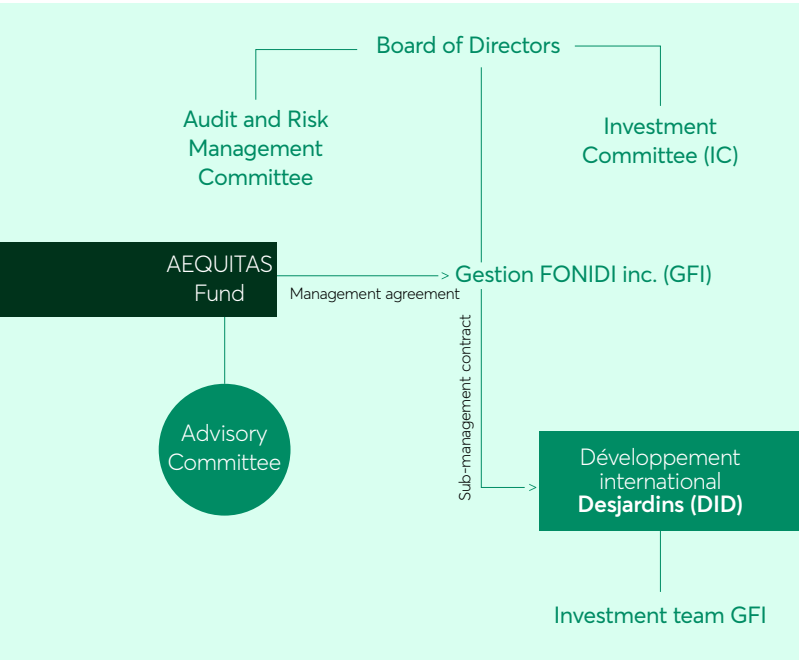 Board of Directors
Audit and Risk
Management
Committee
Investment
Committee (IC)
AEQUITAS
Fund
Management agreement
> Gestion FONIDI inc. (GFI)
Sub-management contract
Advisory
Committee
>
Développement
international
Desjardins (DID)
Investment team GFI